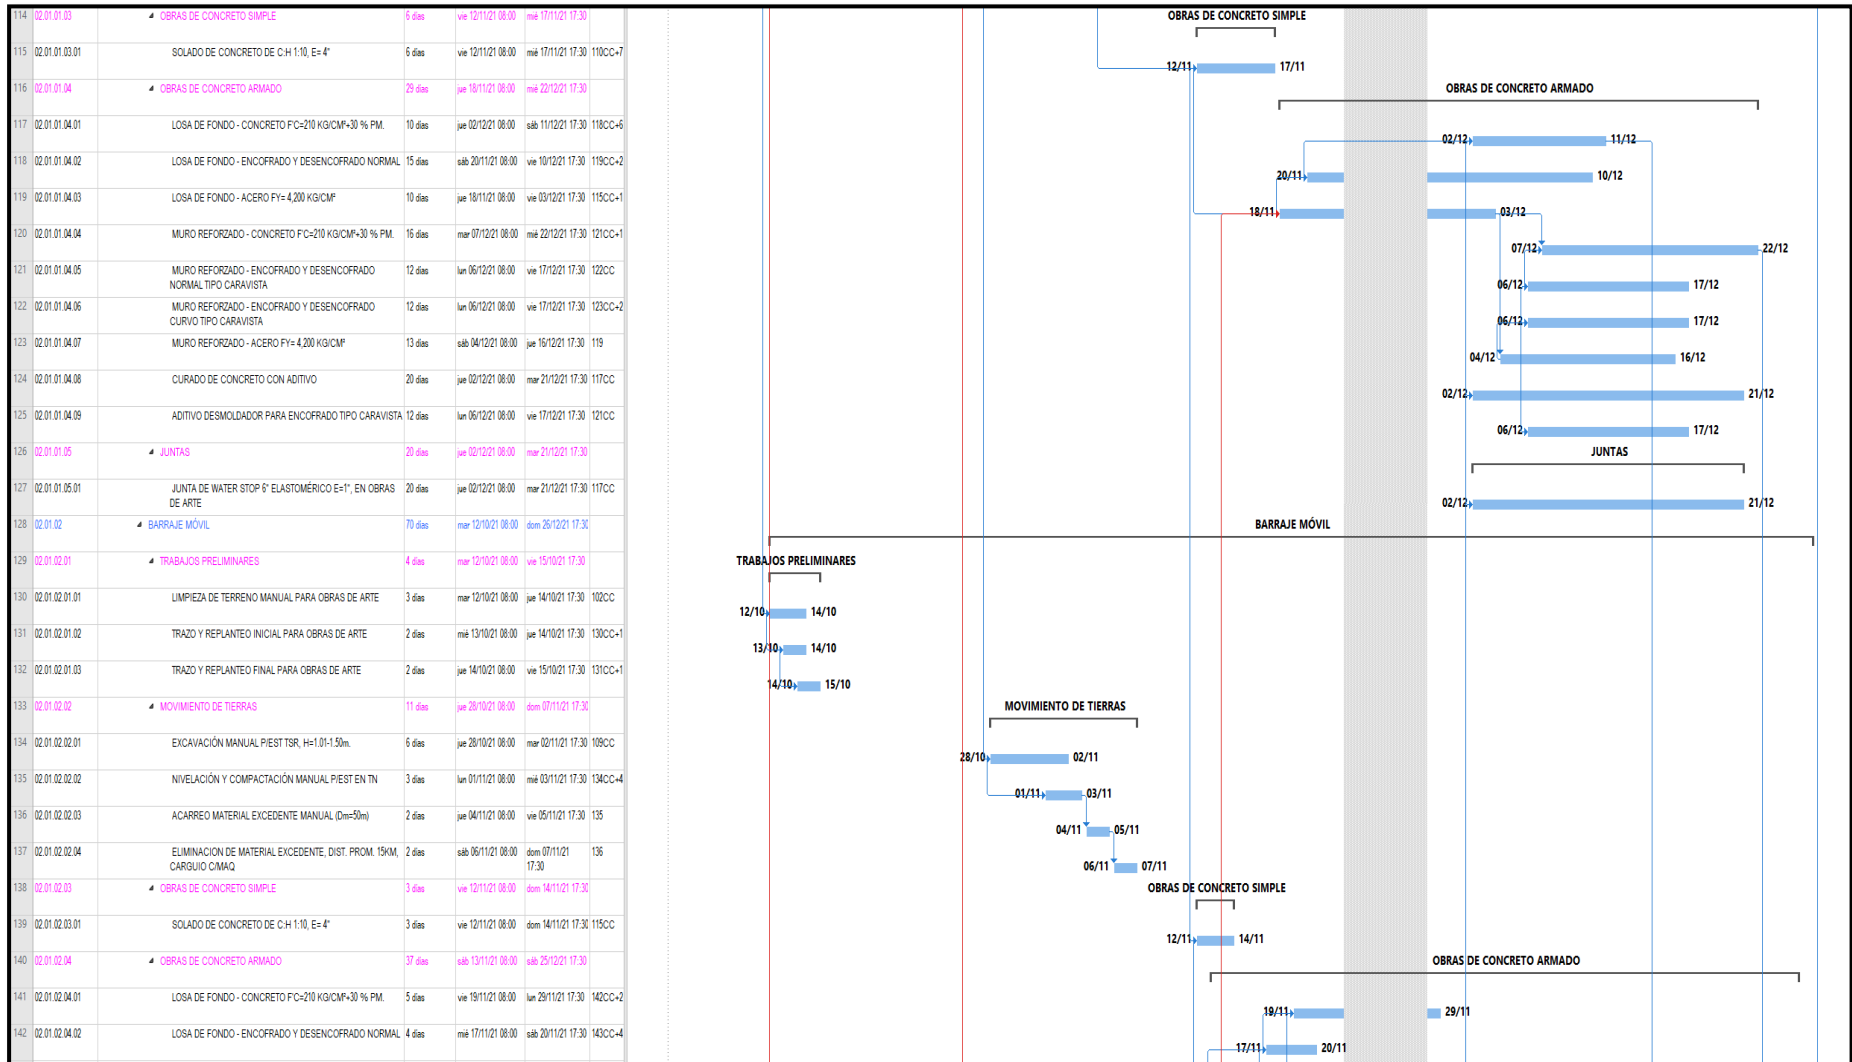 114 02.01.01.03 OBRAS DE CONCRETO SIMPLE 6 días vie 12/11/21 08:00 mié 17/11/21 17:30 OBRAS DE CONCRETO SIMPLE
115 02.01.01.03.01 SOLADO DE CONCRETO DE C:H 1:10, E= 4" 6 días vie 12/11/21 08:00 mié 17/11/21 17:30 110CC+7 12/11 17/11
116 02.01.01.04 OBRAS DE CONCRETO ARMADO 29 días jue 18/11/21 08:00 mié 22/12/21 17:30 OBRAS DE CONCRETO ARMADO
117 02.01.01.04.01 LOSA DE FONDO - CONCRETO F'C=210 KG/CM²+30 % PM. 10 días jue 02/12/21 08:00 sáb 11/12/21 17:30 118CC+6 02/12 11/12
118 02.01.01.04.02 LOSA DE FONDO - ENCOFRADO Y DESENCOFRADO NORMAL 15 días sáb 20/11/21 08:00 vie 10/12/21 17:30 119CC+2 20/11 10/12
119 02.01.01.04.03 LOSA DE FONDO - ACERO FY= 4,200 KG/CM² 10 días jue 18/11/21 08:00 vie 03/12/21 17:30 115CC+1 18/11 03/12
120 02.01.01.04.04 MURO REFORZADO - CONCRETO F'C=210 KG/CM²+30 % PM. 16 días mar 07/12/21 08:00 mié 22/12/21 17:30 121CC+1 07/12 22/12
121 02.01.01.04.05 MURO REFORZADO - ENCOFRADO Y DESENCOFRADO 12 días lun 06/12/21 08:00 vie 17/12/21 17:30 122CC 06/12 17/12
NORMAL TIPO CARAVISTA
122 02.01.01.04.06 MURO REFORZADO - ENCOFRADO Y DESENCOFRADO 12 días lun 06/12/21 08:00 vie 17/12/21 17:30 123CC+2 06/12 17/12
CURVO TIPO CARAVISTA
123 02.01.01.04.07 MURO REFORZADO - ACERO FY= 4,200 KG/CM² 13 días sáb 04/12/21 08:00 jue 16/12/21 17:30 119 04/12 16/12
124 02.01.01.04.08 CURADO DE CONCRETO CON ADITIVO 20 días jue 02/12/21 08:00 mar 21/12/21 17:30 117CC 02/12 21/12
125 02.01.01.04.09 ADITIVO DESMOLDADOR PARA ENCOFRADO TIPO CARAVISTA 12 días lun 06/12/21 08:00 vie 17/12/21 17:30 121CC 06/12 17/12
126 02.01.01.05 JUNTAS 20 días jue 02/12/21 08:00 mar 21/12/21 17:30 JUNTAS
127 02.01.01.05.01 JUNTA DE WATER STOP 6" ELASTOMÉRICO E=1", EN OBRAS 20 días jue 02/12/21 08:00 mar 21/12/21 17:30 117CC 02/12 21/12
DE ARTE
128 02.01.02 BARRAJE MÓVIL 70 días mar 12/10/21 08:00 dom 26/12/21 17:30 BARRAJE MÓVIL
129 02.01.02.01 TRABAJOS PRELIMINARES 4 días mar 12/10/21 08:00 vie 15/10/21 17:30 TRABAJOS PRELIMINARES
130 02.01.02.01.01 LIMPIEZA DE TERRENO MANUAL PARA OBRAS DE ARTE 3 días mar 12/10/21 08:00 jue 14/10/21 17:30 102CC 12/10 14/10
131 02.01.02.01.02 TRAZO Y REPLANTEO INICIAL PARA OBRAS DE ARTE 2 días mié 13/10/21 08:00 jue 14/10/21 17:30 130CC+1 13/10 14/10
132 02.01.02.01.03 TRAZO Y REPLANTEO FINAL PARA OBRAS DE ARTE 2 días jue 14/10/21 08:00 vie 15/10/21 17:30 131CC+1 14/10 15/10
133 02.01.02.02 MOVIMIENTO DE TIERRAS 11 días jue 28/10/21 08:00 dom 07/11/21 17:30 MOVIMIENTO DE TIERRAS
134 02.01.02.02.01 EXCAVACIÓN MANUAL P/EST TSR, H=1.01-1.50m. 6 días jue 28/10/21 08:00 mar 02/11/21 17:30 109CC 28/10 02/11
135 02.01.02.02.02 NIVELACIÓN Y COMPACTACIÓN MANUAL P/EST EN TN 3 días lun 01/11/21 08:00 mié 03/11/21 17:30 134CC+4 01/11 03/11
136 02.01.02.02.03 ACARREO MATERIAL EXCEDENTE MANUAL (Dm=50m) 2 días jue 04/11/21 08:00 vie 05/11/21 17:30 135 04/11 05/11
137 02.01.02.02.04 ELIMINACION DE MATERIAL EXCEDENTE, DIST. PROM. 15KM, 2 días sáb 06/11/21 08:00 dom 07/11/21 136 06/11 07/11
CARGUIO C/MAQ 17:30
138 02.01.02.03 OBRAS DE CONCRETO SIMPLE 3 días vie 12/11/21 08:00 dom 14/11/21 17:30 OBRAS DE CONCRETO SIMPLE
139 02.01.02.03.01 SOLADO DE CONCRETO DE C:H 1:10, E= 4" 3 días vie 12/11/21 08:00 dom 14/11/21 17:30 115CC 12/11 14/11
140 02.01.02.04 OBRAS DE CONCRETO ARMADO 37 días sáb 13/11/21 08:00 sáb 25/12/21 17:30 OBRAS DE CONCRETO ARMADO
141 02.01.02.04.01 LOSA DE FONDO - CONCRETO F'C=210 KG/CM²+30 % PM. 5 días vie 19/11/21 08:00 lun 29/11/21 17:30 142CC+2 19/11 29/11
142 02.01.02.04.02 LOSA DE FONDO - ENCOFRADO Y DESENCOFRADO NORMAL 4 días mié 17/11/21 08:00 sáb 20/11/21 17:30 143CC+4 17/11 20/11